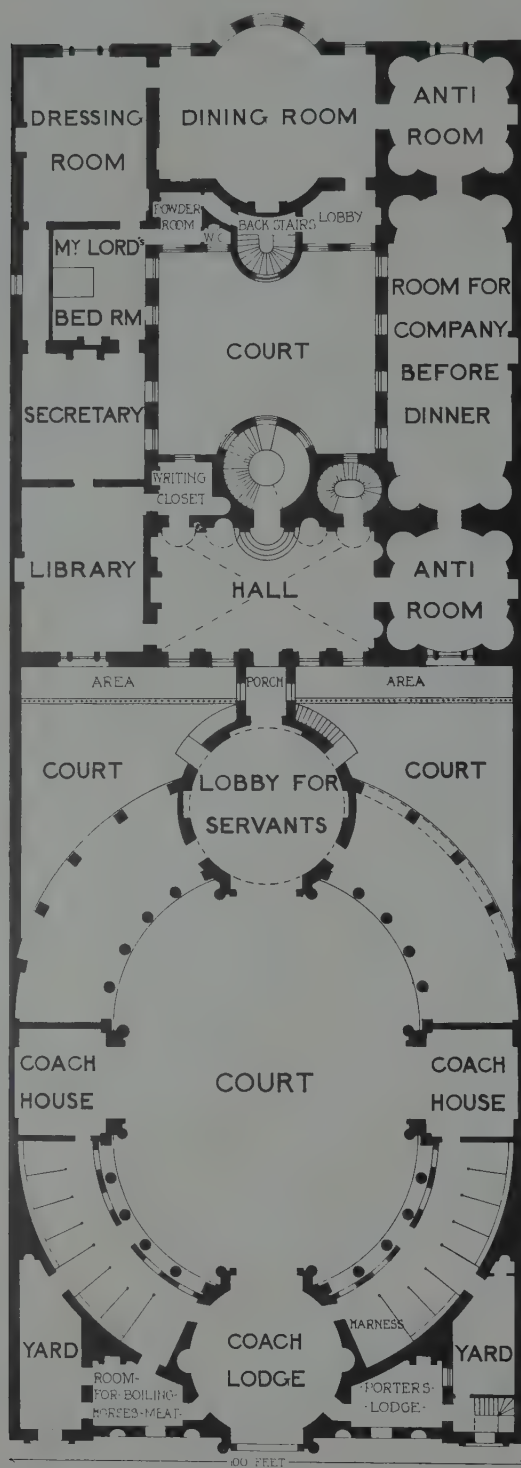 DRESSING
ROOM
DINING ROOM
ANTI
ROOM
POWDER
ROOM
W.C
BACK STAIRS
LOBBY
MY LORD'S
BED RM
COURT
ROOM FOR
COMPANY
BEFORE
DINNER
SECRETARY
WRITING
CLOSET
LIBRARY
HALL
ANTI
ROOM
AREA
PORCH
AREA
COURT
LOBBY FOR
SERVANTS
COURT
COACH
HOUSE
COURT
COACH
HOUSE
HARNESS
YARD
COACH
LODGE
YARD
ROOM-
FOR·BOILING·
HORSES·MEAT·
·PORTERS·
·LODGE·
100 FEET